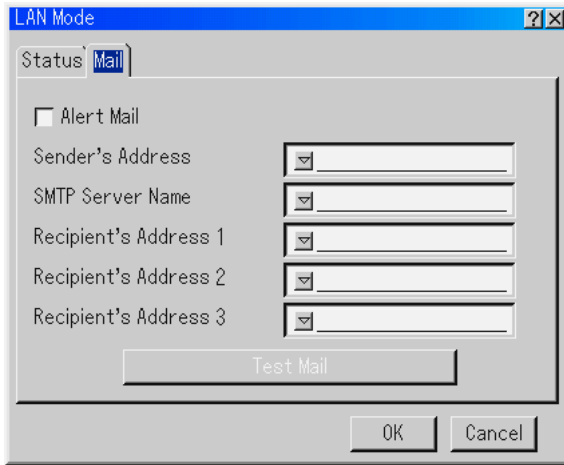 LAN Mode ? ×
Status Mail
Alert Mail
Sender's Address
SMTP Server Name
Recipient's Address 1
Recipient's Address 2
Recipient's Address 3
Test Mail
OK Cancel